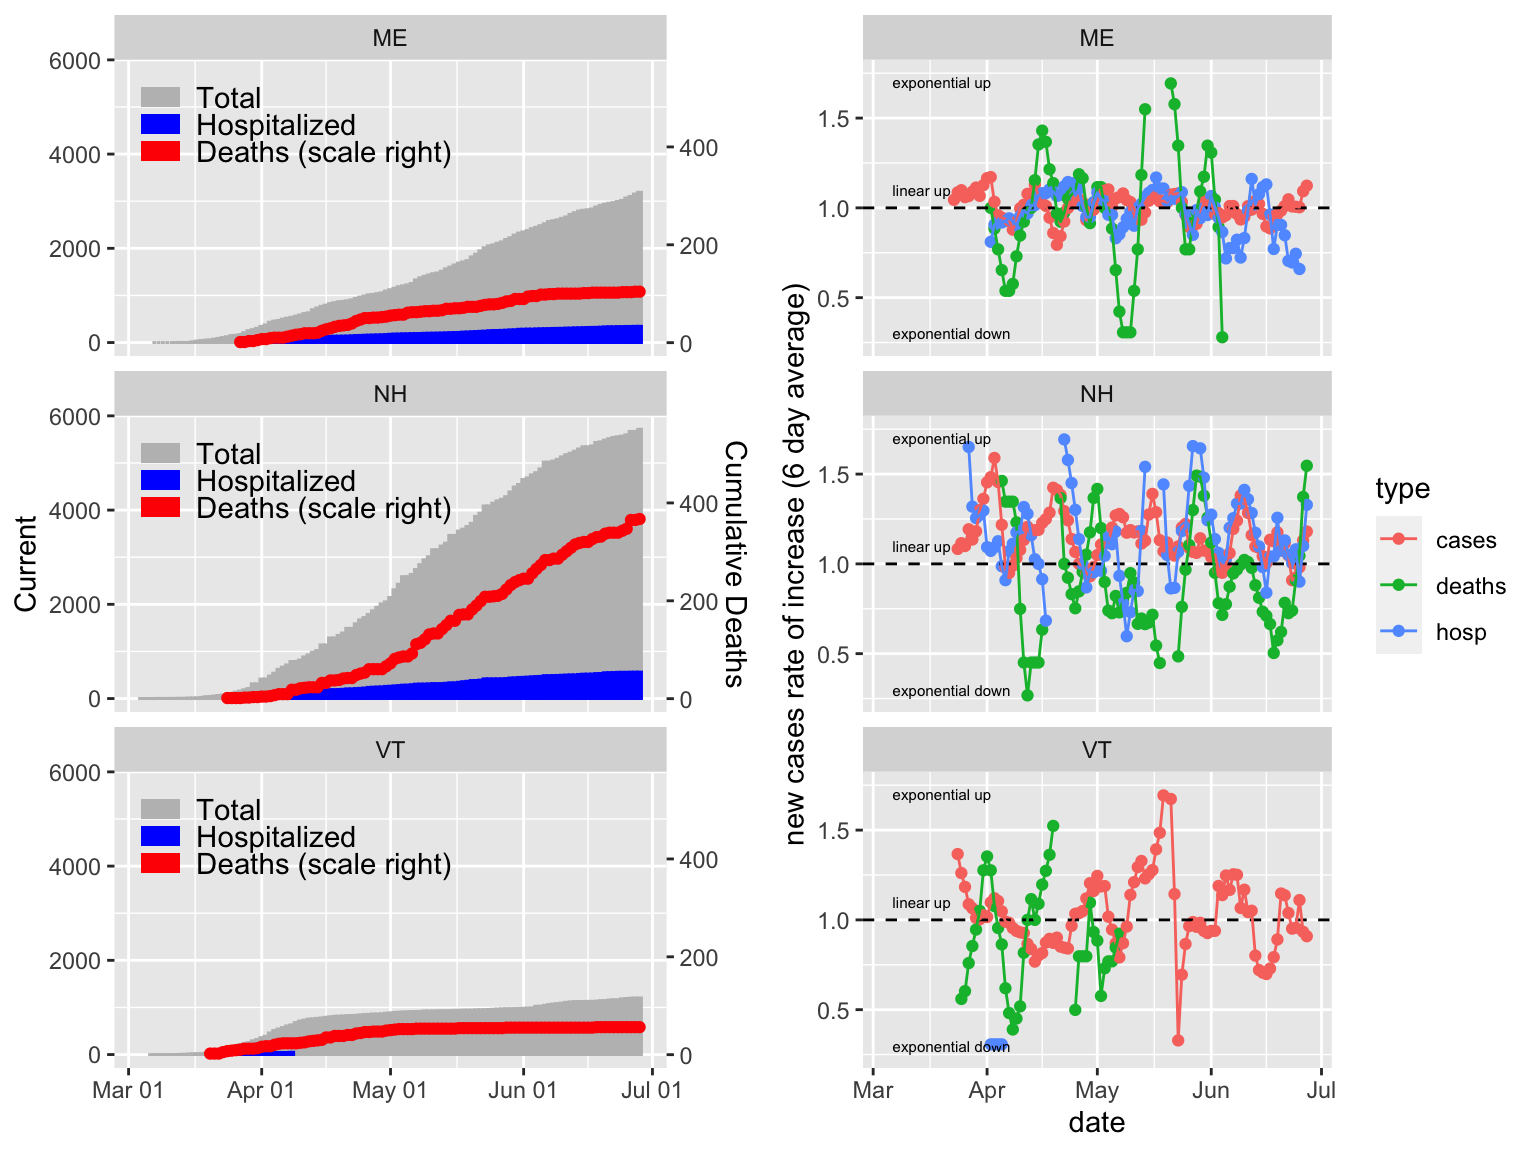 ME
6000
4000
2000
0
Total
Hospitalized
Deaths (scale right)
400
200
0
NH
6000
4000
2000
0
Total
Hospitalized
Deaths (scale right)
400
200
0
VT
6000
4000
2000
0
Total
Hospitalized
Deaths (scale right)
400
200
0
Mar 01
Apr 01
May 01
Jun 01
Jul 01
Current
Cumulative Deaths
new cases rate of increase (6 day average)
ME
1.5
1.0
0.5
exponential up
linear up
exponential down
NH
1.5
1.0
0.5
exponential up
linear up
exponential down
VT
1.5
1.0
0.5
exponential up
linear up
exponential down
Mar
Apr
May
Jun
Jul
date
type
cases
deaths
hosp